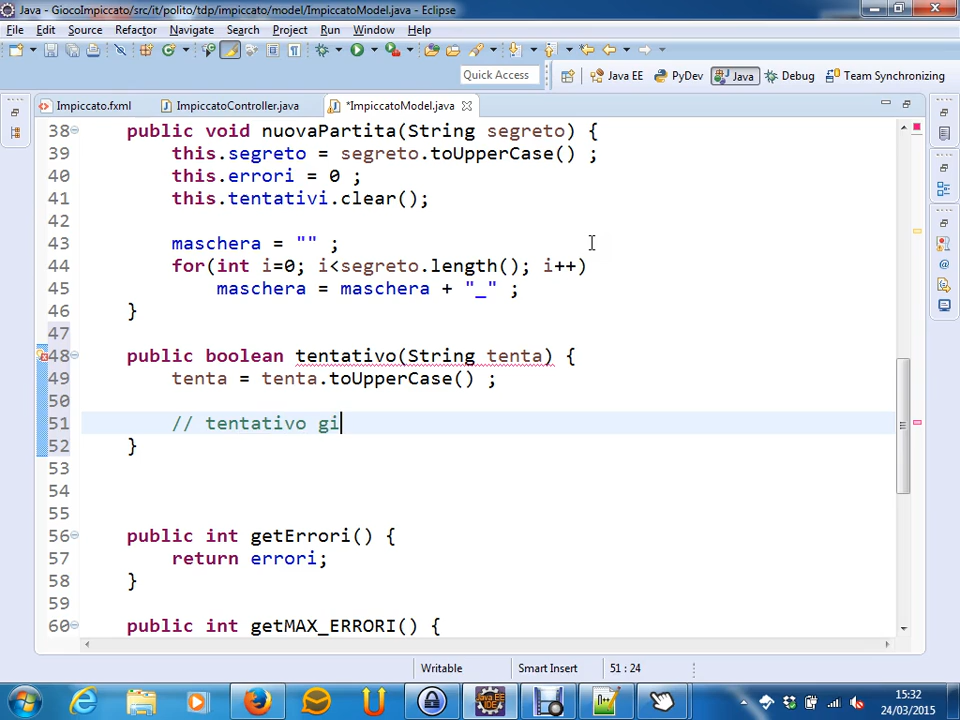 Java - GiocoImpiccato/src/it/polito/tdp/impiccato/model/ImpiccatoModel.java - Eclipse
File Edit Source Refactor Navigate Search Project Run Window Help
Quick Access Java EE PyDev Java Debug Team Synchronizing
Impiccato.fxml ImpiccatoController.java *ImpiccatoModel.java
38 public void nuovaPartita(String segreto) {
39 this.segreto = segreto.toUpperCase() ;
40 this.errori = 0 ;
41 this.tentativi.clear();
42
43 maschera = "" ;
44 for(int i=0; i<segreto.length(); i++)
45 maschera = maschera + "_" ;
46 }
47
48 public boolean tentativo(String tenta) {
49 tenta = tenta.toUpperCase() ;
50
51 // tentativo gi
52 }
53
54
55
56 public int getErrori() {
57 return errori;
58 }
59
60 public int getMAX_ERRORI() {
Writable Smart Insert 51 : 24
15:32
24/03/2015